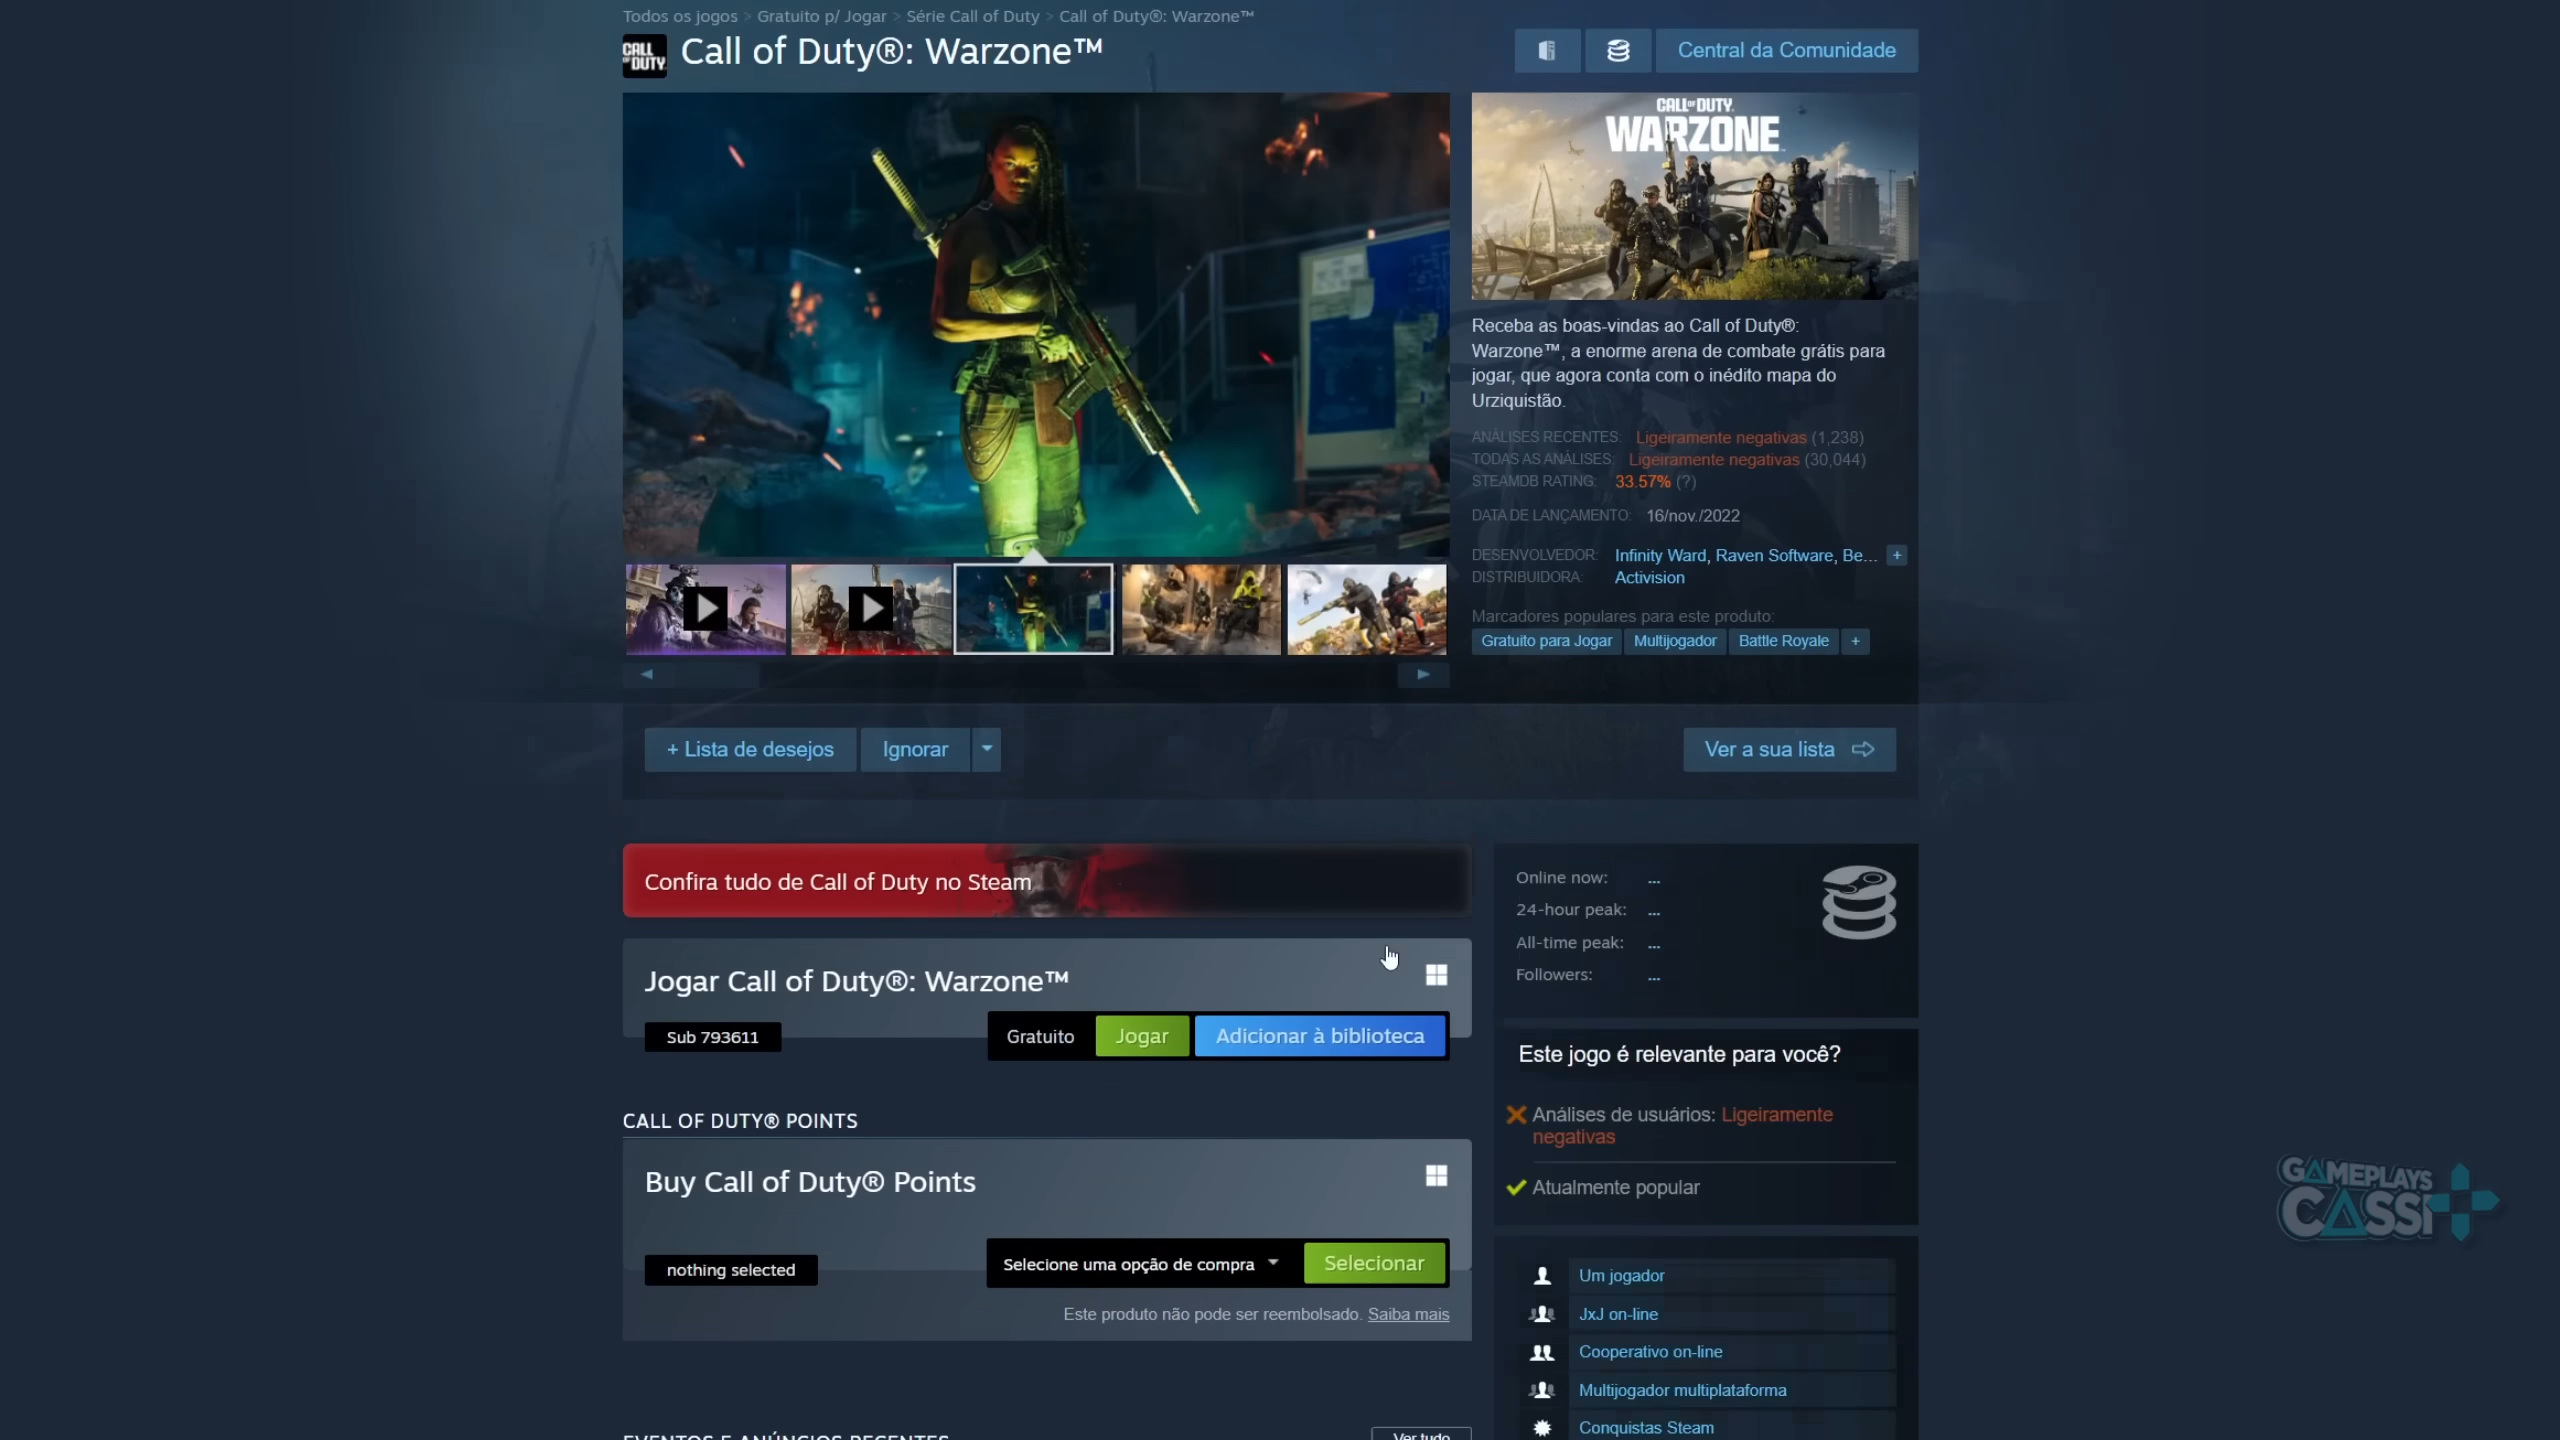 Todos os jogos > Gratuito p/ Jogar > Série Call of Duty > Call of Duty®: Warzone™
CALL OF DUTY
Call of Duty®: Warzone™
Central da Comunidade
CALL OF DUTY.
WARZONE
Receba as boas-vindas ao Call of Duty®:
Warzone™, a enorme arena de combate grátis para
jogar, que agora conta com o inédito mapa do
Urziquistão.
ANÁLISES RECENTES: Ligeiramente negativas (1,238)
TODAS AS ANÁLISES: Ligeiramente negativas (30,044)
STEAMDB RATING: 33.57% (?)
DATA DE LANÇAMENTO: 16/nov./2022
DESENVOLVEDOR: Infinity Ward, Raven Software, Be... +
DISTRIBUIDORA: Activision
Marcadores populares para este produto:
Gratuito para Jogar Multijogador Battle Royale +
+ Lista de desejos
Ignorar
Ver a sua lista
Confira tudo de Call of Duty no Steam
Jogar Call of Duty®: Warzone™
Sub 793611
Gratuito
Jogar
Adicionar à biblioteca
CALL OF DUTY® POINTS
Buy Call of Duty® Points
nothing selected
Selecione uma opção de compra
Selecionar
Este produto não pode ser reembolsado. Saiba mais
EVENTOS E ANÚNCIOS RECENTES
Ver tudo
Online now: ...
24-hour peak: ...
All-time peak: ...
Followers: ...
Este jogo é relevante para você?
Análises de usuários: Ligeiramente
negativas
Atualmente popular
Um jogador
JxJ on-line
Cooperativo on-line
Multijogador multiplataforma
Conquistas Steam
GAMEPLAYS
CASSI